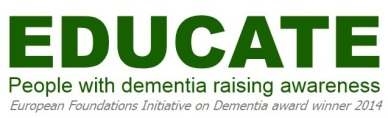 EDUCATE
People with dementia raising awareness
European Foundations Initiative on Dementia award winner 2014